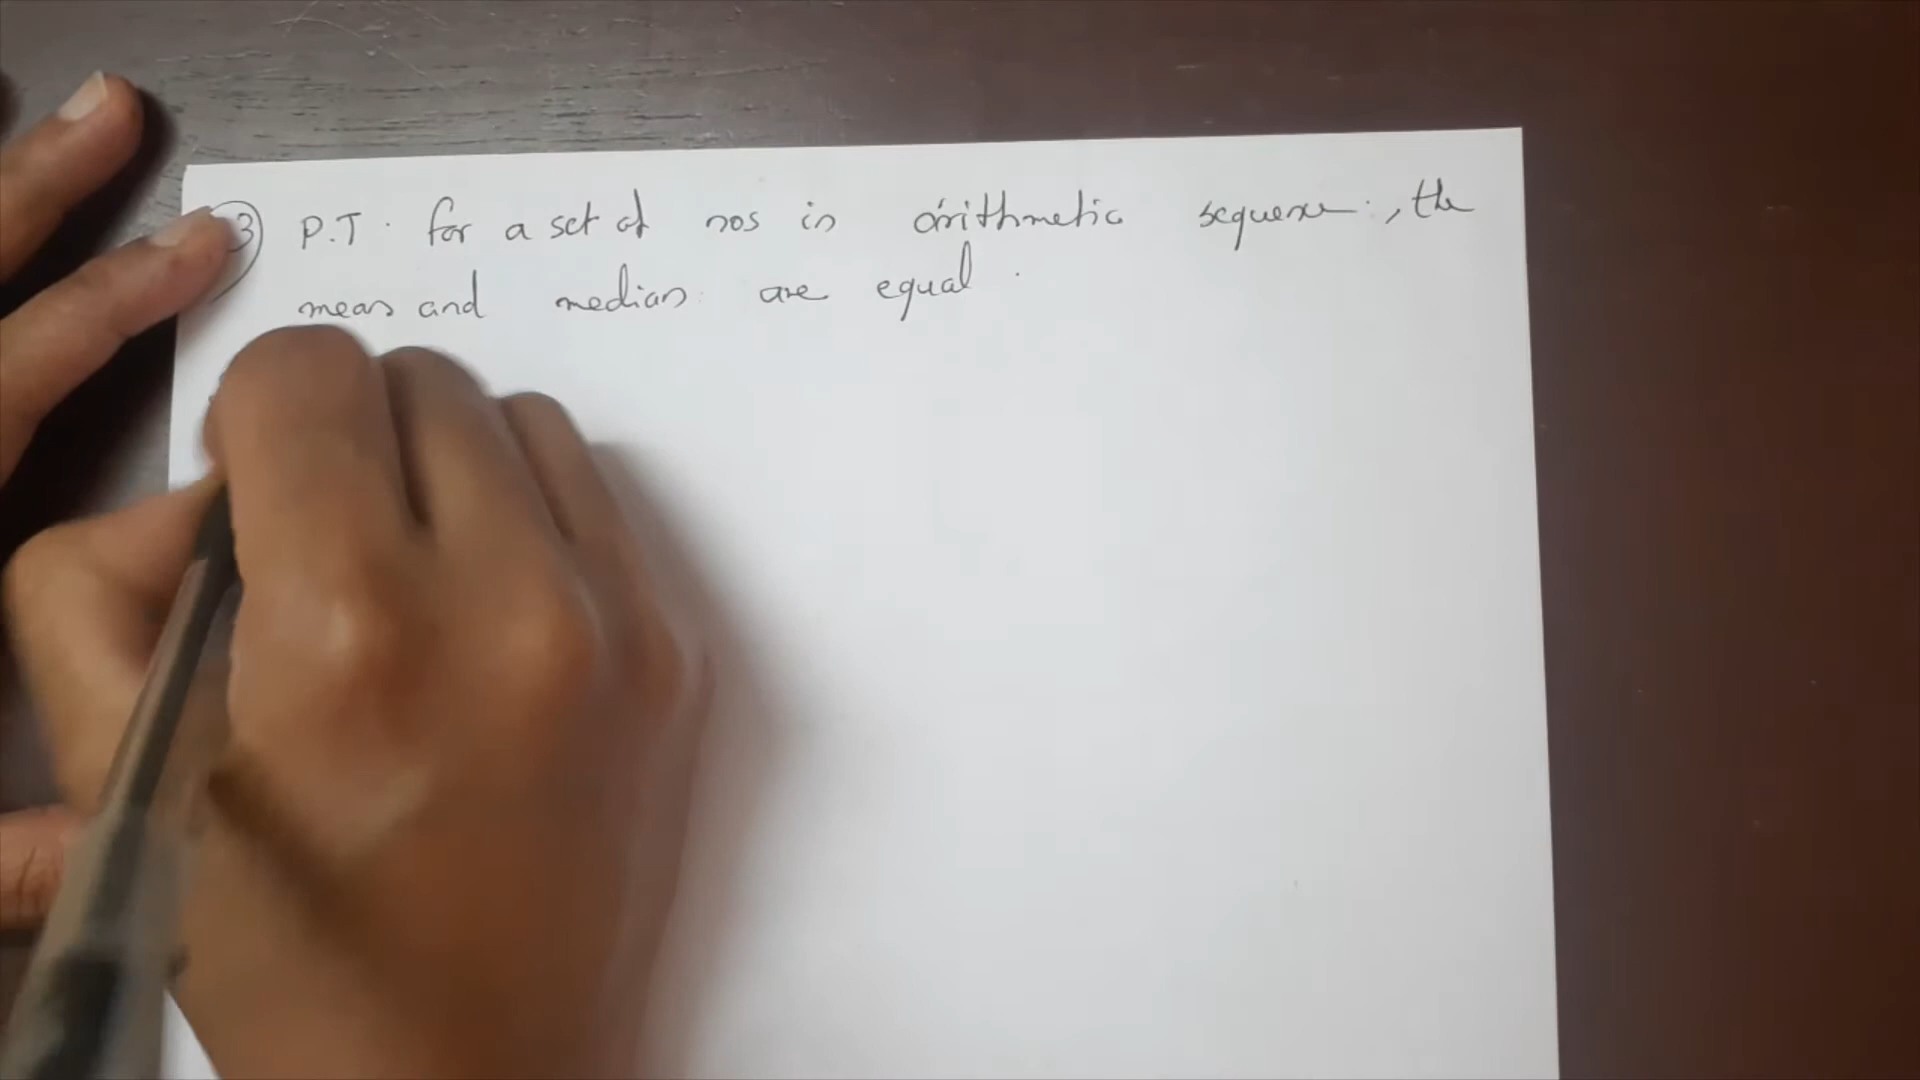 3) P.T. for a set of nos in arithmetic sequence, the
mean and median are equal.